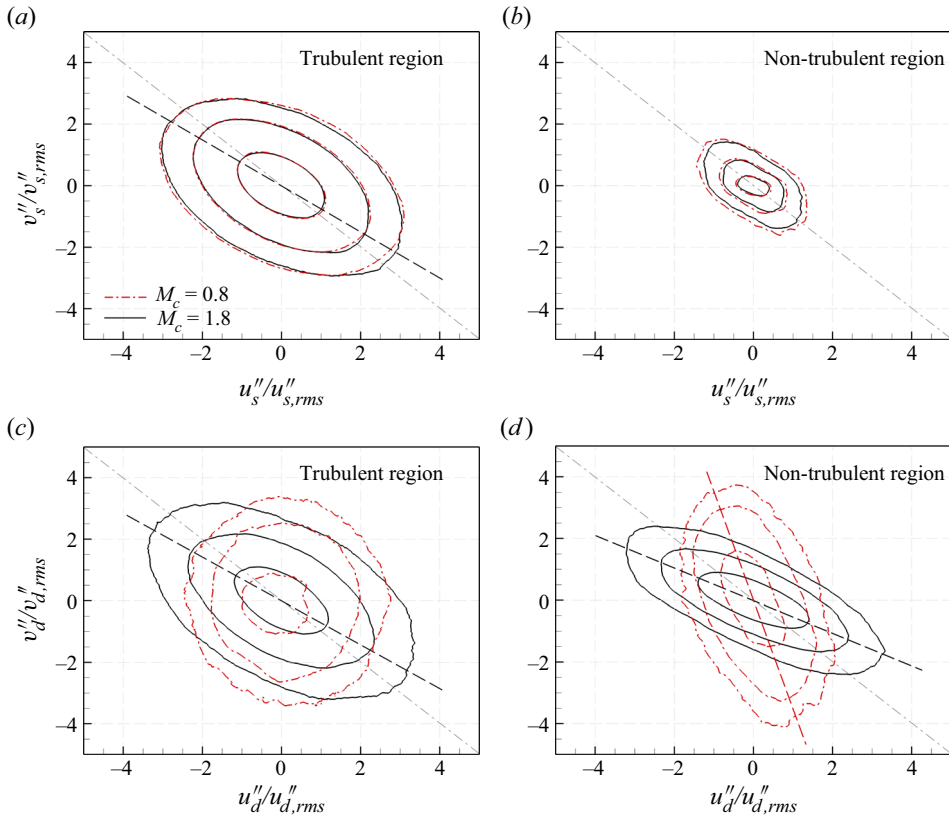 (a)
(b)
4
Trubulent region
4
Non-trubulent region
2
2
v″s/v″s,rms
0
0
–2
–2
Mc = 0.8
Mc = 1.8
–4
–4
–4 –2 0 2 4
–4 –2 0 2 4
u″s/u″s,rms
u″s/u″s,rms
(c)
(d)
4
Trubulent region
4
Non-trubulent region
2
2
v″d/v″d,rms
0
0
–2
–2
–4
–4
–4 –2 0 2 4
–4 –2 0 2 4
u″d/u″d,rms
u″d/u″d,rms